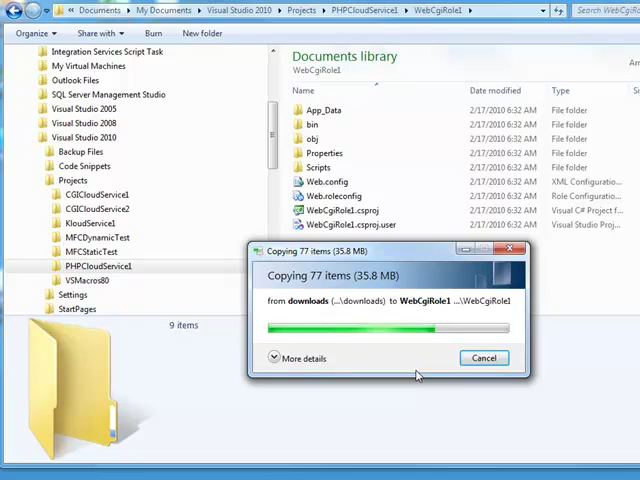 « Documents ▸ My Documents ▸ Visual Studio 2010 ▸ Projects ▸ PHPCloudService1 ▸ WebCgiRole1 ▸ Search WebCgiRo
Organize Share with Burn New folder
Integration Services Script Task
My Virtual Machines
Outlook Files
SQL Server Management Studio
Visual Studio 2005
Visual Studio 2008
Visual Studio 2010
Backup Files
Code Snippets
Projects
CGICloudService1
CGICloudService2
KloudService1
MFCDynamicTest
MFCStaticTest
PHPCloudService1
VSMacros80
Settings
StartPages
Documents library
WebCgiRole1
Arr
Name Date modified Type Si
App_Data 2/17/2010 6:32 AM File folder
bin 2/17/2010 6:32 AM File folder
obj 2/17/2010 6:32 AM File folder
Properties 2/17/2010 6:32 AM File folder
Scripts 2/17/2010 6:32 AM File folder
Web.config 2/17/2010 6:32 AM XML Configuratio...
Web.roleconfig 2/17/2010 6:32 AM Role Configuratio...
WebCgiRole1.csproj 2/17/2010 6:32 AM Visual C# Project f...
WebCgiRole1.csproj.user 2/17/2010 6:32 AM Visual Studio Proj...
Copying 77 items (35.8 MB)
Copying 77 items (35.8 MB)
from downloads (...\downloads) to WebCgiRole1 ...\WebCgiRole1
More details Cancel
9 items